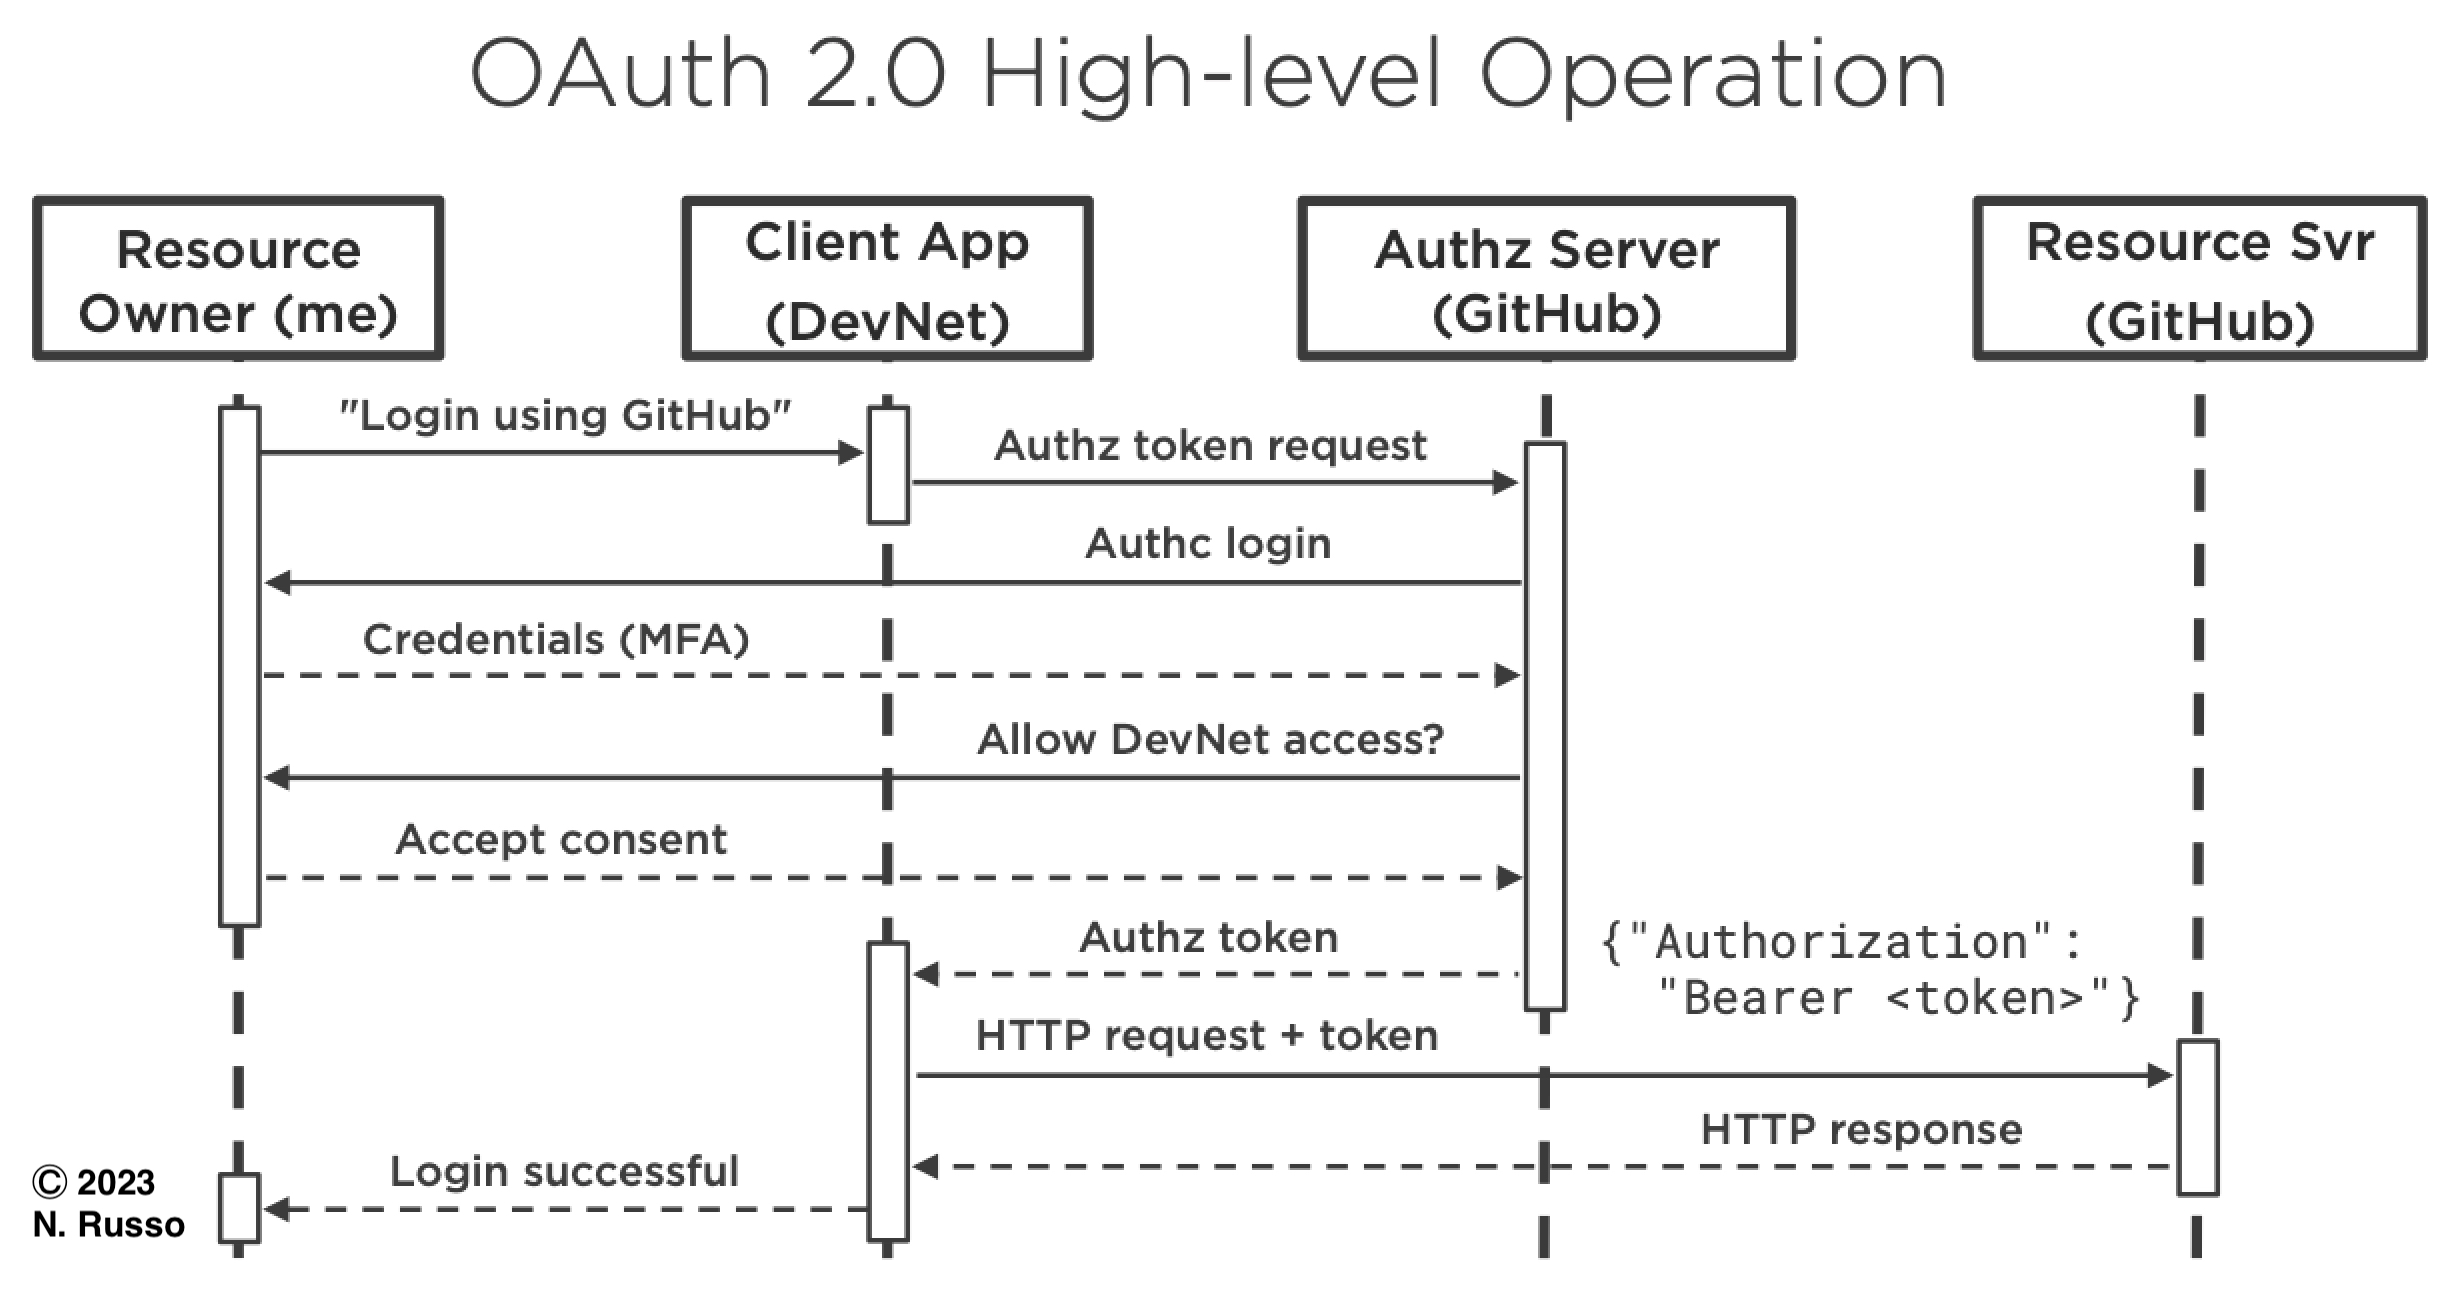 OAuth 2.0 High-level Operation
Resource
Owner (me)
Client App
(DevNet)
Authz Server
(GitHub)
Resource Svr
(GitHub)
"Login using GitHub"
Authz token request
Authc login
Credentials (MFA)
Allow DevNet access?
Accept consent
Authz token
{"Authorization":
"Bearer <token>"}
HTTP request + token
HTTP response
Login successful
© 2023
N. Russo